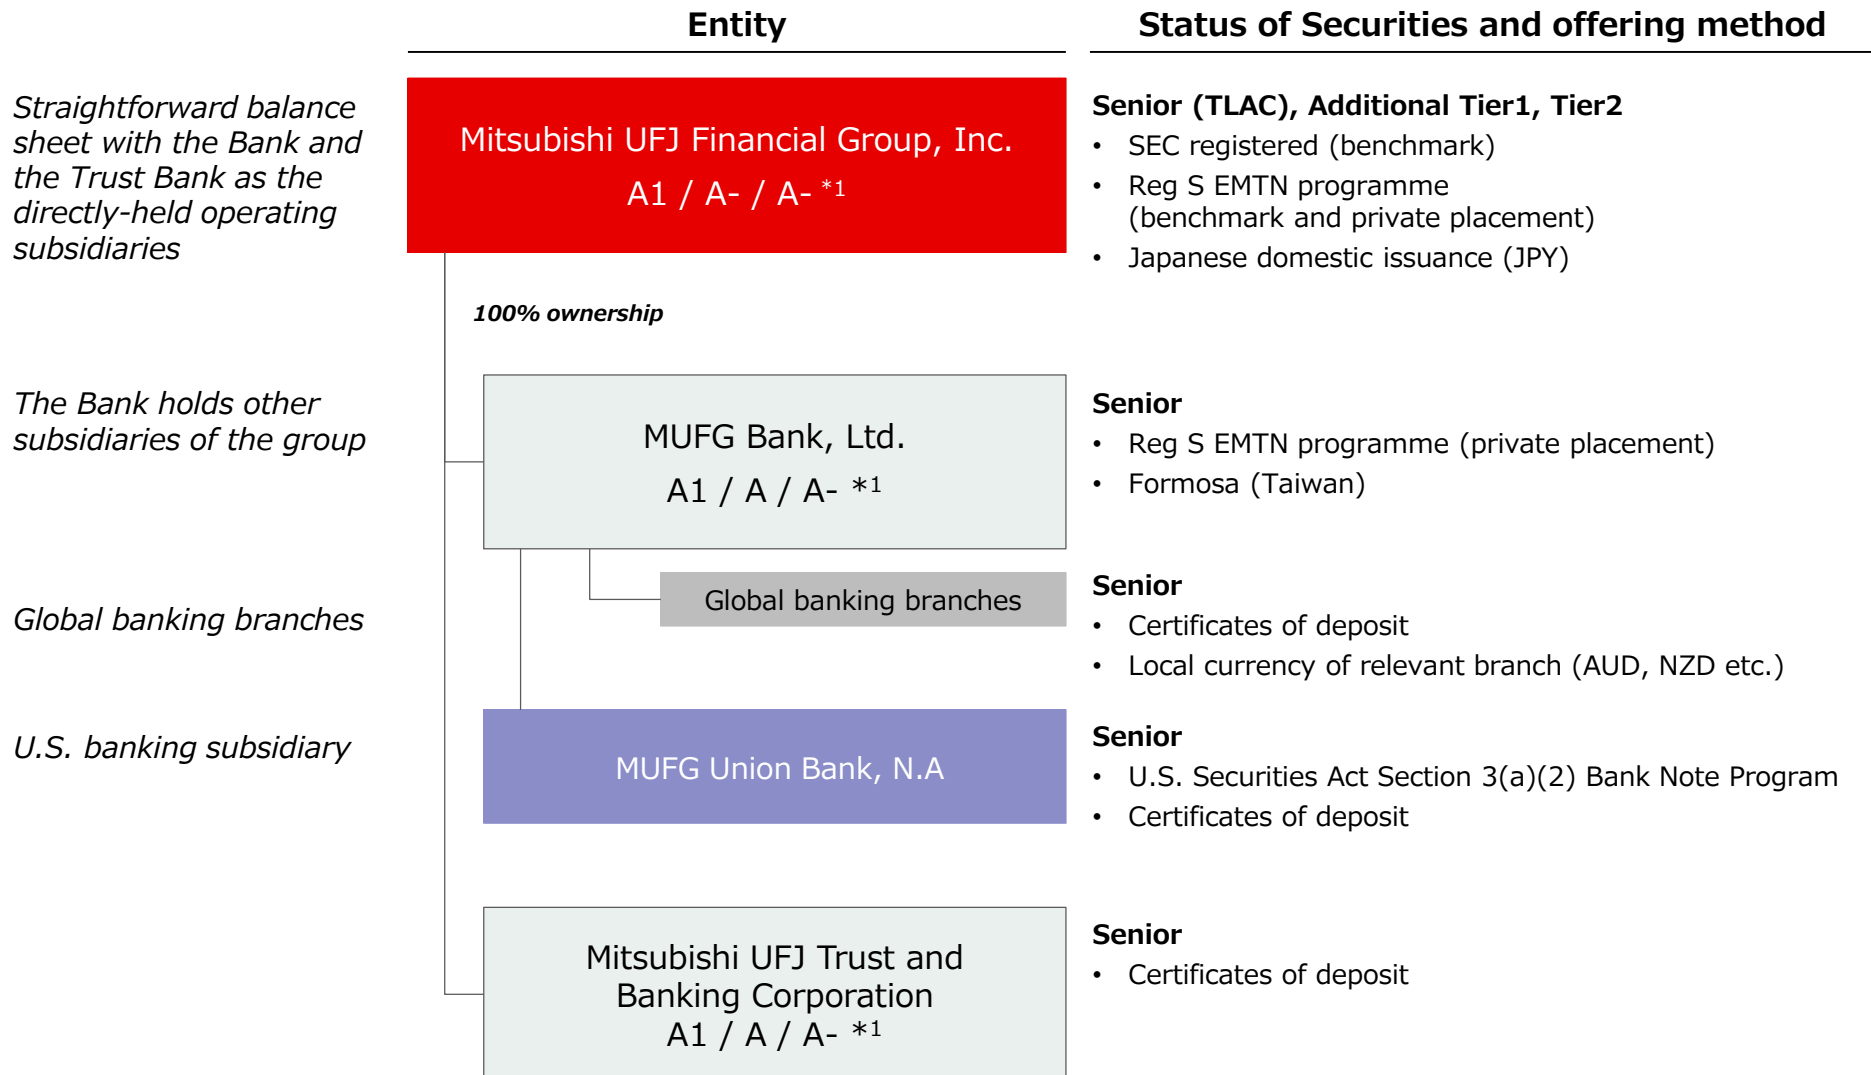 Entity
Status of Securities and offering method
Straightforward balance
sheet with the Bank and
the Trust Bank as the
directly-held operating
subsidiaries
Mitsubishi UFJ Financial Group, Inc.
A1 / A- / A- *1
Senior (TLAC), Additional Tier1, Tier2
• SEC registered (benchmark)
• Reg S EMTN programme
(benchmark and private placement)
• Japanese domestic issuance (JPY)
100% ownership
The Bank holds other
subsidiaries of the group
MUFG Bank, Ltd.
A1 / A / A- *1
Senior
• Reg S EMTN programme (private placement)
• Formosa (Taiwan)
Global banking branches
Global banking branches
Senior
• Certificates of deposit
• Local currency of relevant branch (AUD, NZD etc.)
U.S. banking subsidiary
MUFG Union Bank, N.A
Senior
• U.S. Securities Act Section 3(a)(2) Bank Note Program
• Certificates of deposit
Mitsubishi UFJ Trust and
Banking Corporation
A1 / A / A- *1
Senior
• Certificates of deposit